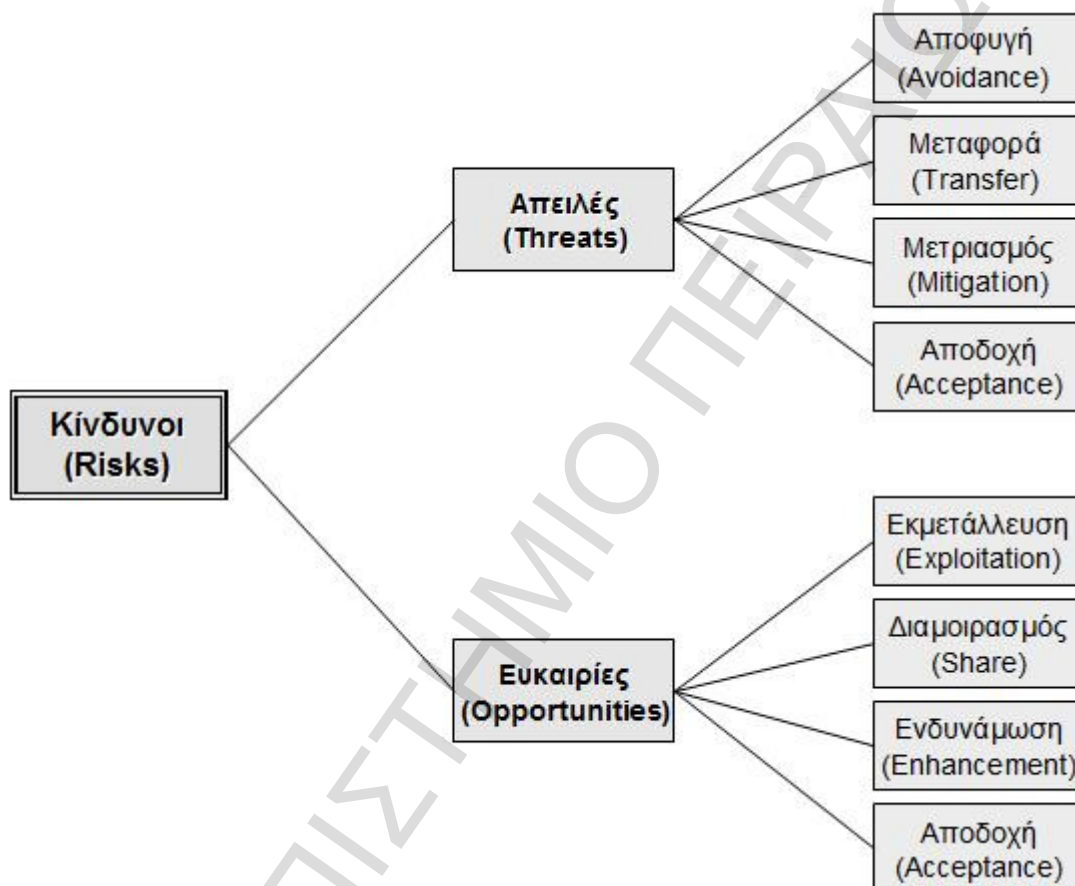 Κίνδυνοι
(Risks)
Απειλές
(Threats)
Αποφυγή
(Avoidance)
Μεταφορά
(Transfer)
Μετριασμός
(Mitigation)
Αποδοχή
(Acceptance)
Ευκαιρίες
(Opportunities)
Εκμετάλλευση
(Exploitation)
Διαμοιρασμός
(Share)
Ενδυνάμωση
(Enhancement)
Αποδοχή
(Acceptance)